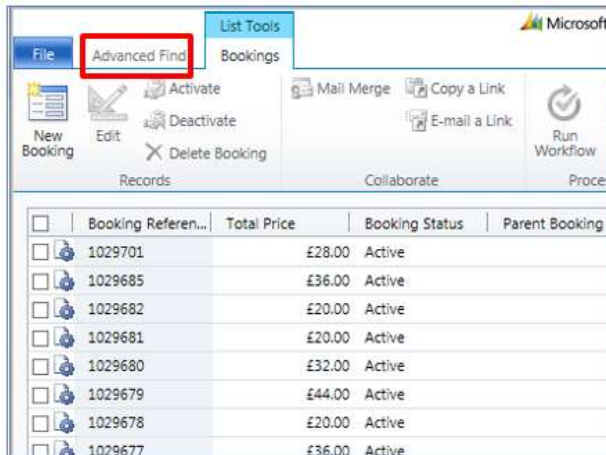 List Tools
Microsoft
File Advanced Find Bookings
New Booking
Edit
Activate
Deactivate
Delete Booking
Mail Merge
Copy a Link
E-mail a Link
Run Workflow
Records Collaborate Proce
Booking Referen... Total Price Booking Status Parent Booking
1029701 £28.00 Active
1029685 £36.00 Active
1029682 £20.00 Active
1029681 £20.00 Active
1029680 £32.00 Active
1029679 £44.00 Active
1029678 £20.00 Active
1029677 £36.00 Active